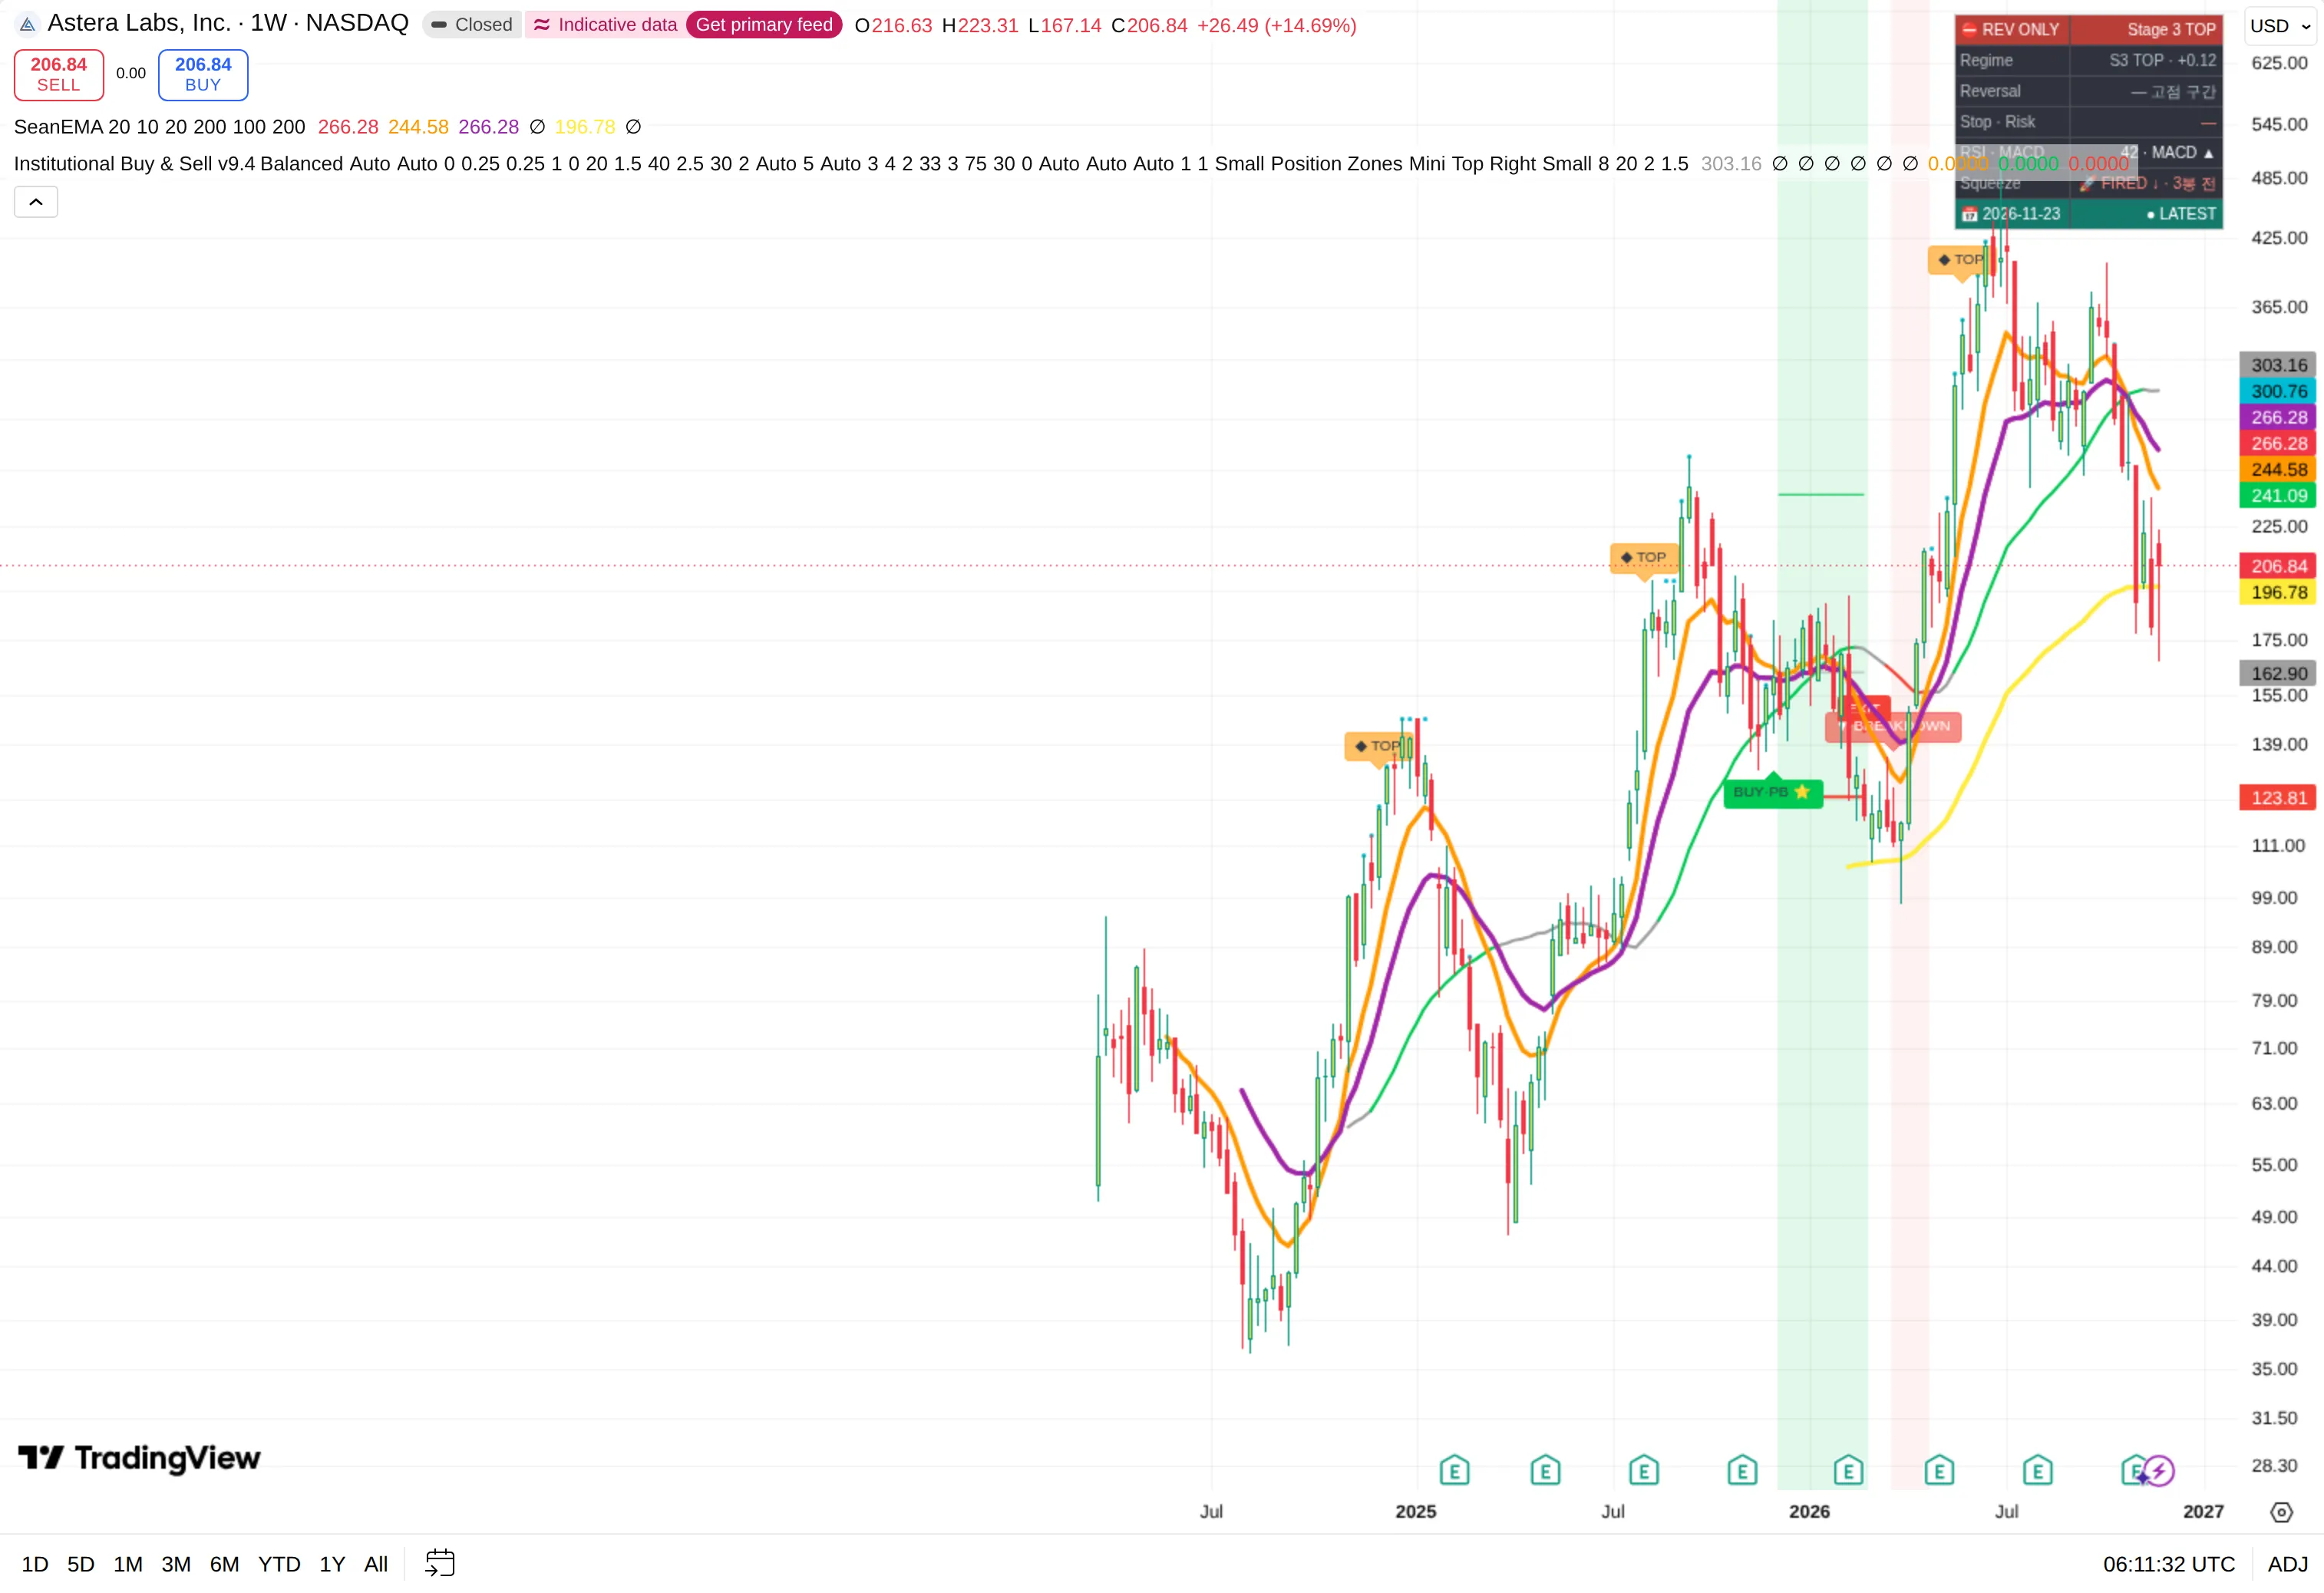 Astera Labs, Inc. · 1W · NASDAQ Closed Indicative data Get primary feed O216.63 H223.31 L167.14 C206.84 +26.49 (+14.69%)
206.84 SELL 0.00 206.84 BUY
SeanEMA 20 10 20 200 100 200 266.28 244.58 266.28 ∅ 196.78 ∅
Institutional Buy & Sell v9.4 Balanced Auto Auto 0 0.25 0.25 1 0 20 1.5 40 2.5 30 2 Auto 5 Auto 3 4 2 33 3 75 30 0 Auto Auto Auto 1 1 Small Position Zones Mini Top Right Small 8 20 2 1.5 303.16 ∅ ∅ ∅ ∅ ∅ ∅ 0.0000 0.0000 0.0000
⛔ REV ONLY Stage 3 TOP
Regime S3 TOP · +0.12
Reversal — 고점 구간
Stop · Risk —
RSI · MACD 42 · MACD ▲
Squeeze 🚀 FIRED ↓ · 3봉 전
📅 2026-11-23 ● LATEST
USD
625.00
545.00
485.00
425.00
365.00
303.16
300.76
266.28
266.28
244.58
241.09
225.00
206.84
196.78
175.00
162.90
155.00
139.00
123.81
111.00
99.00
89.00
79.00
71.00
63.00
55.00
49.00
44.00
39.00
35.00
31.50
28.30
◆ TOP
◆ TOP
◆ TOP
BREAKDOWN
BUY PB ⭐
TradingView
E E E E E E E E
Jul 2025 Jul 2026 Jul 2027
1D 5D 1M 3M 6M YTD 1Y All 06:11:32 UTC ADJ